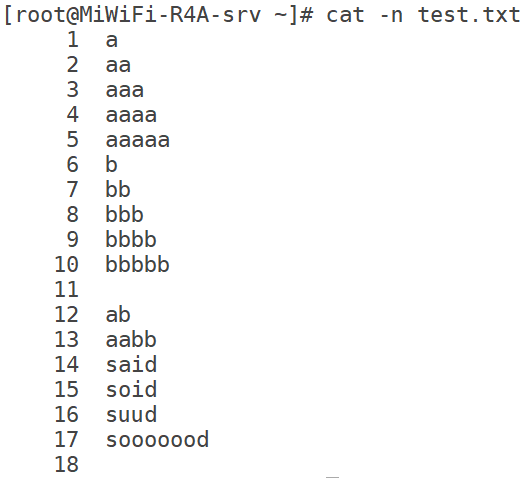 [root@MiWiFi-R4A-srv ~]# cat -n test.txt
     1  a
     2  aa
     3  aaa
     4  aaaa
     5  aaaaa
     6  b
     7  bb
     8  bbb
     9  bbbb
    10  bbbbb
    11
    12  ab
    13  aabb
    14  said
    15  soid
    16  suud
    17  sooooood
    18